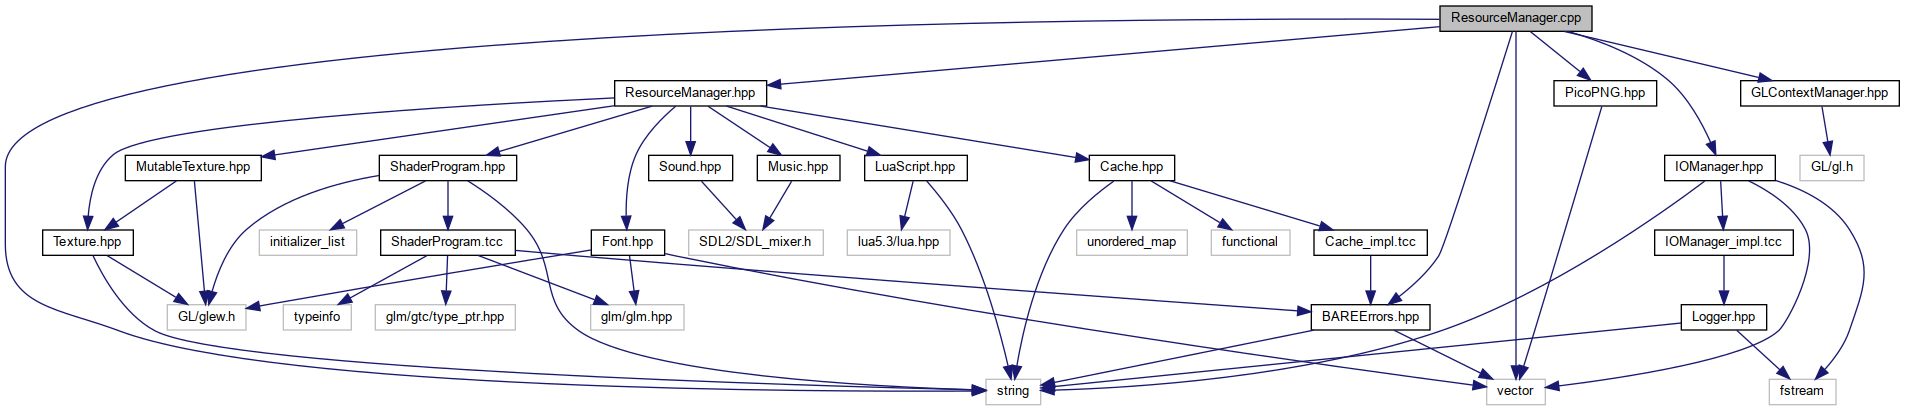 ResourceManager.cpp
ResourceManager.hpp
PicoPNG.hpp
GLContextManager.hpp
MutableTexture.hpp
ShaderProgram.hpp
Sound.hpp
Music.hpp
LuaScript.hpp
Cache.hpp
IOManager.hpp
GL/gl.h
Texture.hpp
initializer_list
ShaderProgram.tcc
Font.hpp
SDL2/SDL_mixer.h
lua5.3/lua.hpp
unordered_map
functional
Cache_impl.tcc
IOManager_impl.tcc
GL/glew.h
typeinfo
glm/gtc/type_ptr.hpp
glm/glm.hpp
BAREErrors.hpp
Logger.hpp
string
vector
fstream